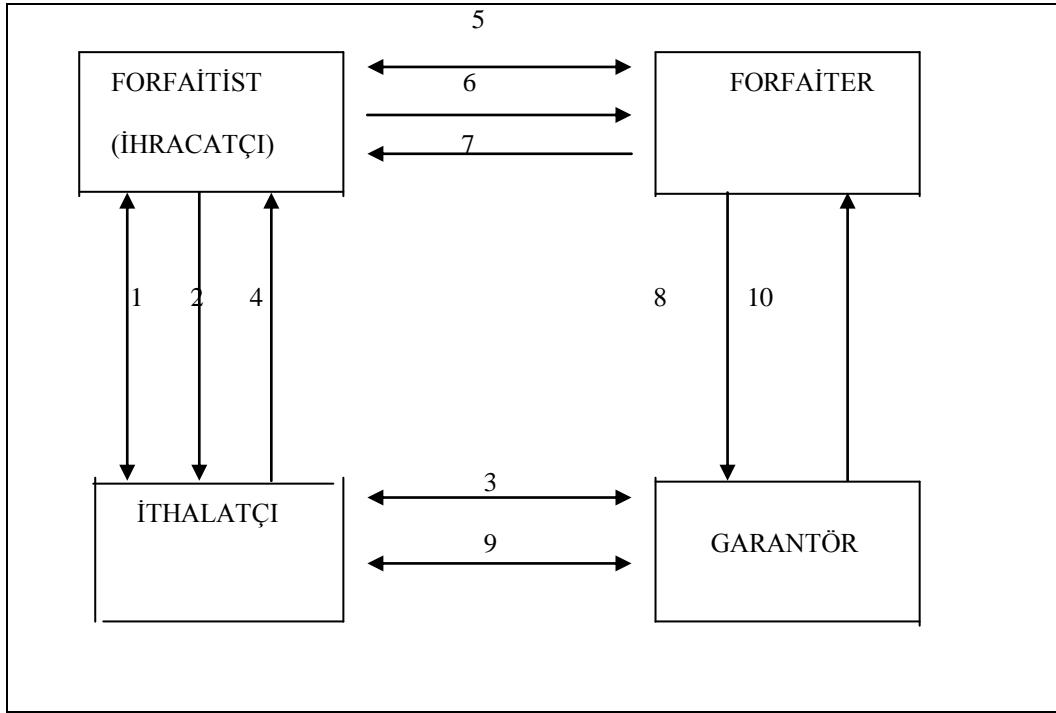 5
FORFAİTİST
6
FORFAİTER
(İHRACATÇI)
7
1
2
4
8
10
3
İTHALATÇI
9
GARANTÖR